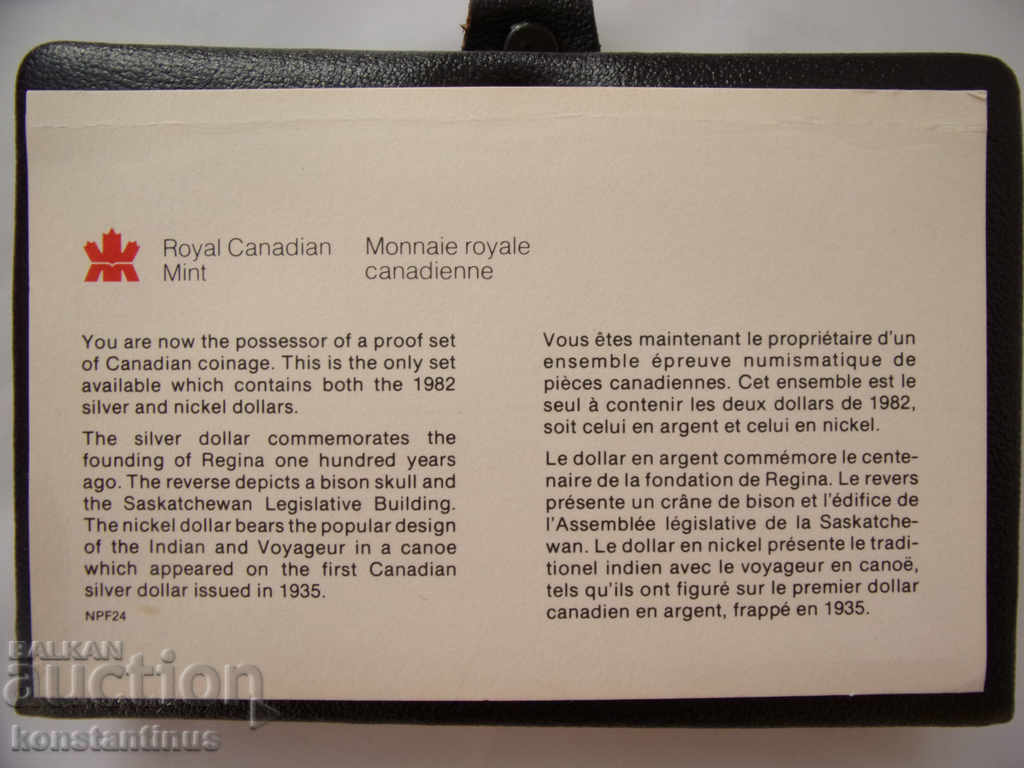 Royal Canadian
Mint
Monnaie royale
canadienne
You are now the possessor of a proof set
of Canadian coinage. This is the only set
available which contains both the 1982
silver and nickel dollars.
The silver dollar commemorates the
founding of Regina one hundred years
ago. The reverse depicts a bison skull and
the Saskatchewan Legislative Building.
The nickel dollar bears the popular design
of the Indian and Voyageur in a canoe
which appeared on the first Canadian
silver dollar issued in 1935.
NPF24
Vous êtes maintenant le propriétaire d'un
ensemble épreuve numismatique de
pièces canadiennes. Cet ensemble est le
seul à contenir les deux dollars de 1982,
soit celui en argent et celui en nickel.
Le dollar en argent commémore le cente-
naire de la fondation de Regina. Le revers
présente un crâne de bison et l'édifice de
l'Assemblée législative de la Saskatche-
wan. Le dollar en nickel présente le tradi-
tionel indien avec le voyageur en canoë,
tels qu'ils ont figuré sur le premier dollar
canadien en argent, frappé en 1935.
BALKAN
auction
konstantinus